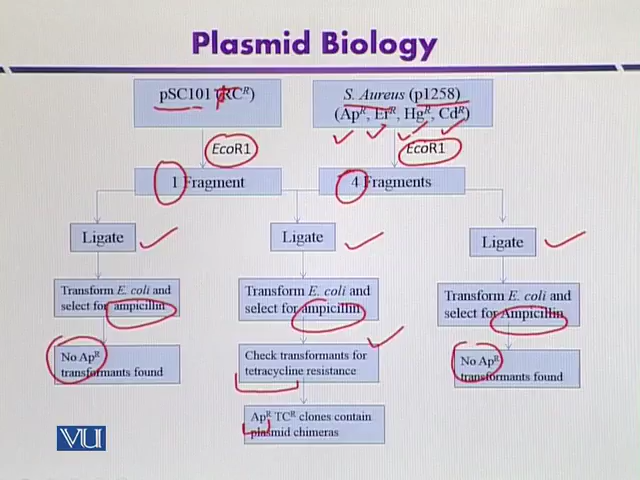 Plasmid Biology
pSC101 (TC^R)
S. Aureus (p1258)
(Ap^R, Er^R, Hg^R, Cd^R)
EcoR1
EcoR1
1 Fragment
4 Fragments
Ligate
Ligate
Ligate
Transform E. coli and
select for ampicillin
Transform E. coli and
select for ampicillin
Transform E. coli and
select for Ampicillin
No Ap^R
transformants found
Check transformants for
tetracycline resistance
No Ap^R
transformants found
Ap^R TC^R clones contain
plasmid chimeras
VU